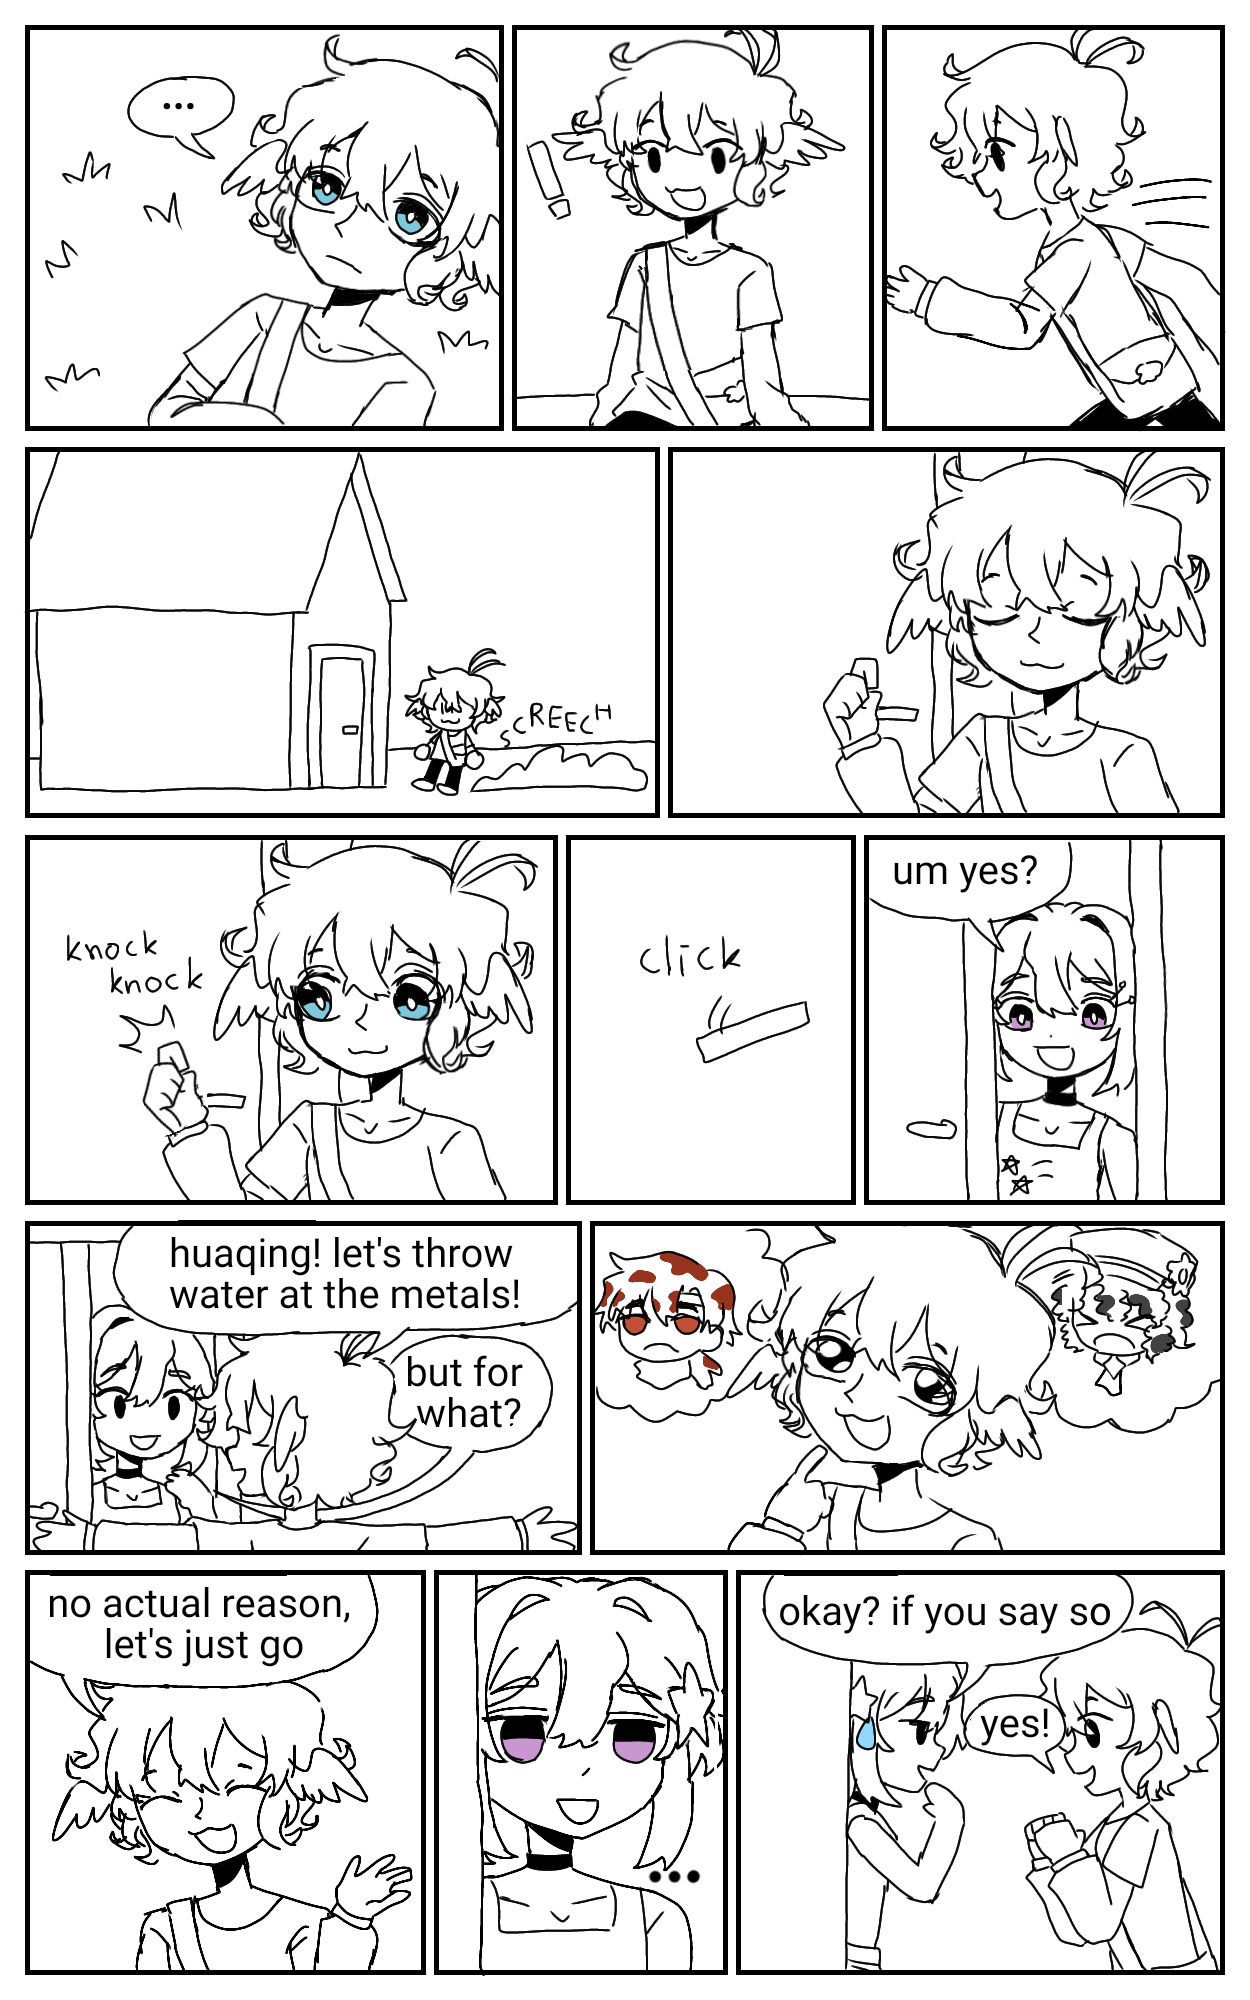 ...
!
SCREECH
knock
knock
click
um yes?
huaqing! let's throw
water at the metals!
but for
what?
no actual reason,
let's just go
...
okay? if you say so
yes!